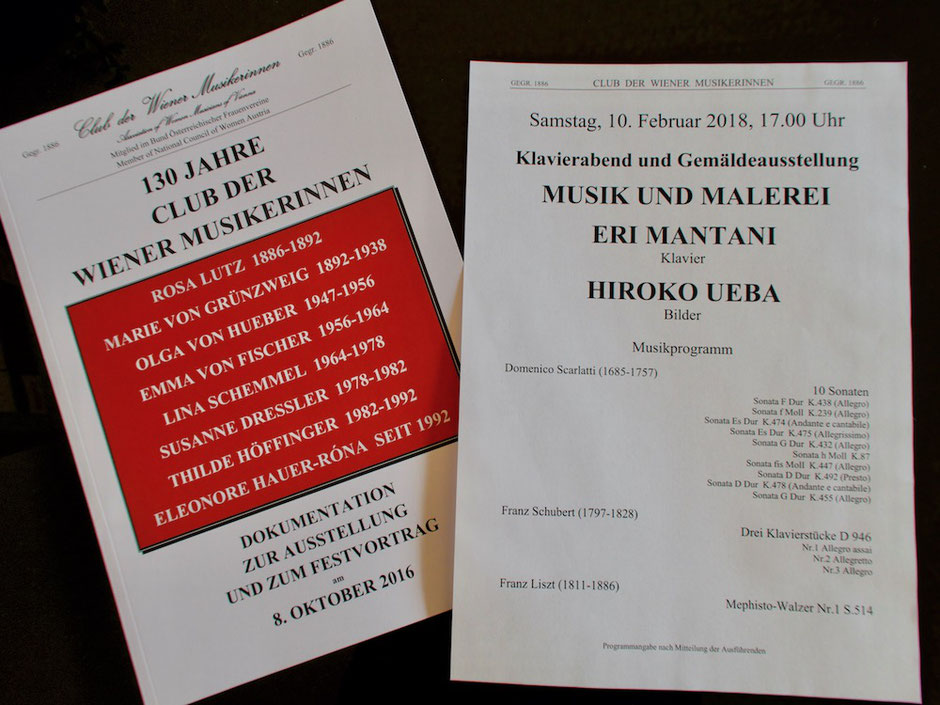 Club der Wiener Musikerinnen
Gegr. 1886
Gegr. 1886
Association of Women Musicians of Vienna
Mitglied im Bund Österreichischer Frauenvereine
Member of National Council of Women Austria
130 JAHRE
CLUB DER
WIENER MUSIKERINNEN
ROSA LUTZ 1886-1892
MARIE VON GRÜNZWEIG 1892-1938
OLGA VON HUEBER 1947-1956
EMMA VON FISCHER 1956-1964
LINA SCHEMMEL 1964-1978
SUSANNE DRESSLER 1978-1982
THILDE HÖFFINGER 1982-1992
ELEONORE HAUER-RÓNA SEIT 1992
DOKUMENTATION
ZUR AUSSTELLUNG
UND ZUM FESTVORTRAG
am
8. OKTOBER 2016
GEGR. 1886 CLUB DER WIENER MUSIKERINNEN GEGR. 1886
Samstag, 10. Februar 2018, 17.00 Uhr
Klavierabend und Gemäldeausstellung
MUSIK UND MALEREI
ERI MANTANI
Klavier
HIROKO UEBA
Bilder
Musikprogramm
Domenico Scarlatti (1685-1757)
10 Sonaten
Sonata F Dur K.438 (Allegro)
Sonata f Moll K.239 (Allegro)
Sonata Es Dur K.474 (Andante e cantabile)
Sonata Es Dur K.475 (Allegrissimo)
Sonata G Dur K.432 (Allegro)
Sonata h Moll K.87
Sonata fis Moll K.447 (Allegro)
Sonata D Dur K.492 (Presto)
Sonata D Dur K.478 (Andante e cantabile)
Sonata G Dur K.455 (Allegro)
Franz Schubert (1797-1828)
Drei Klavierstücke D 946
Nr.1 Allegro assai
Nr.2 Allegretto
Nr.3 Allegro
Franz Liszt (1811-1886)
Mephisto-Walzer Nr.1 S.514
Programmangabe nach Mitteilung der Ausführenden